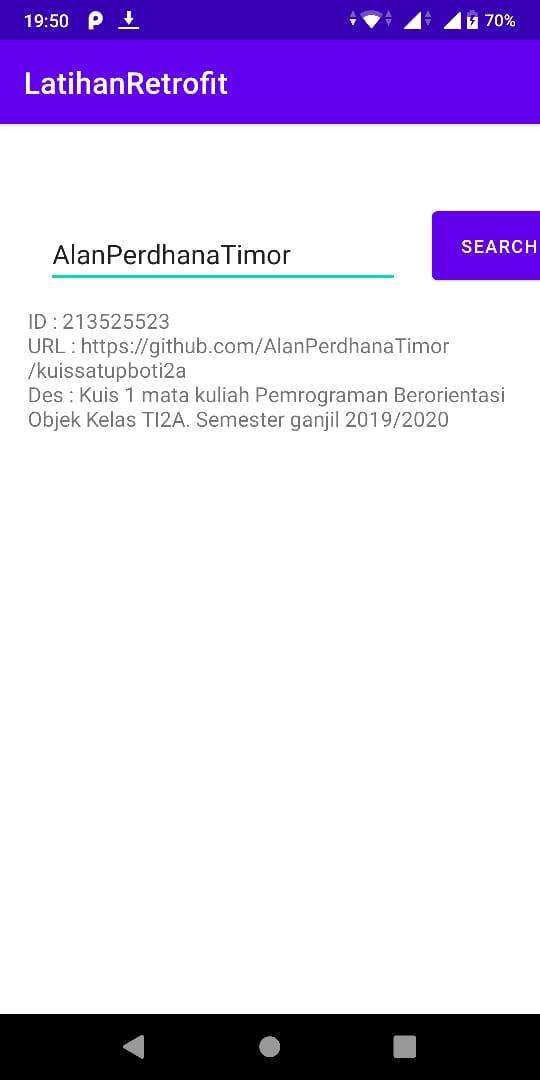 19:50 70%
LatihanRetrofit
AlanPerdhanaTimor SEARCH
ID : 213525523
URL : https://github.com/AlanPerdhanaTimor
/kuissatupboti2a
Des : Kuis 1 mata kuliah Pemrograman Berorientasi
Objek Kelas TI2A. Semester ganjil 2019/2020